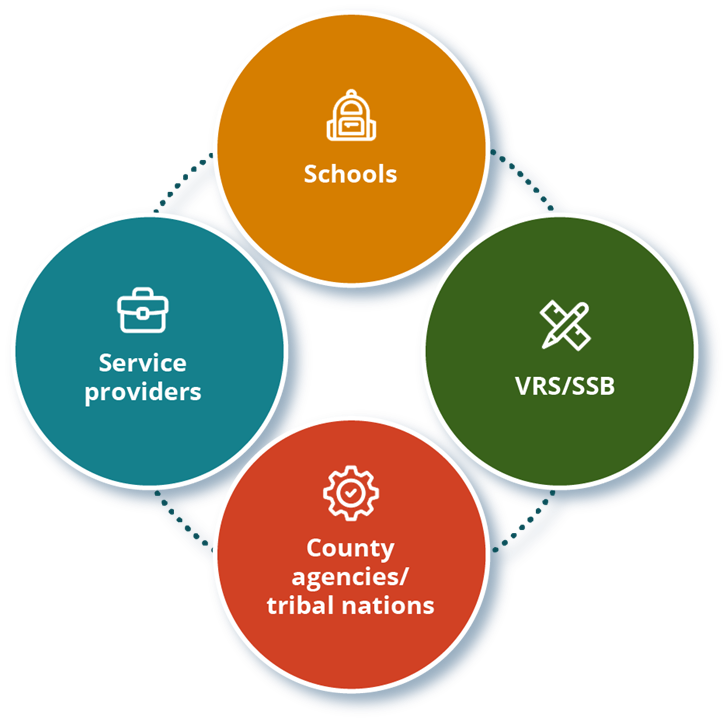 Schools
Service
providers
VRS/SSB
County
agencies/
tribal nations